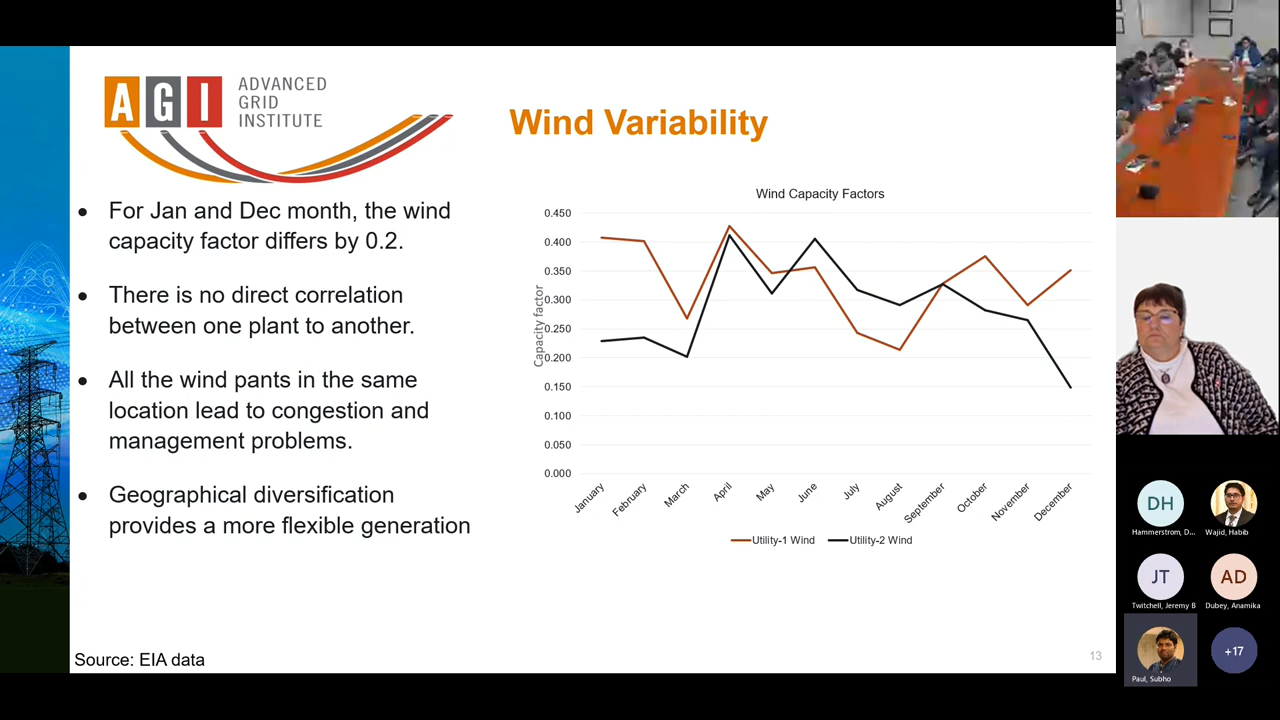 AGI
ADVANCED
GRID
INSTITUTE
Wind Variability
• For Jan and Dec month, the wind
capacity factor differs by 0.2.
• There is no direct correlation
between one plant to another.
• All the wind pants in the same
location lead to congestion and
management problems.
• Geographical diversification
provides a more flexible generation
Source: EIA data
Wind Capacity Factors
Capacity factor
0.450
0.400
0.350
0.300
0.250
0.200
0.150
0.100
0.050
0.000
January
February
March
April
May
June
July
August
September
October
November
December
Utility-1 Wind
Utility-2 Wind
13
DH
Hammerstrom, D...
Wajid, Habib
JT
Twitchell, Jeremy B
AD
Dubey, Anamika
Paul, Subho
+17